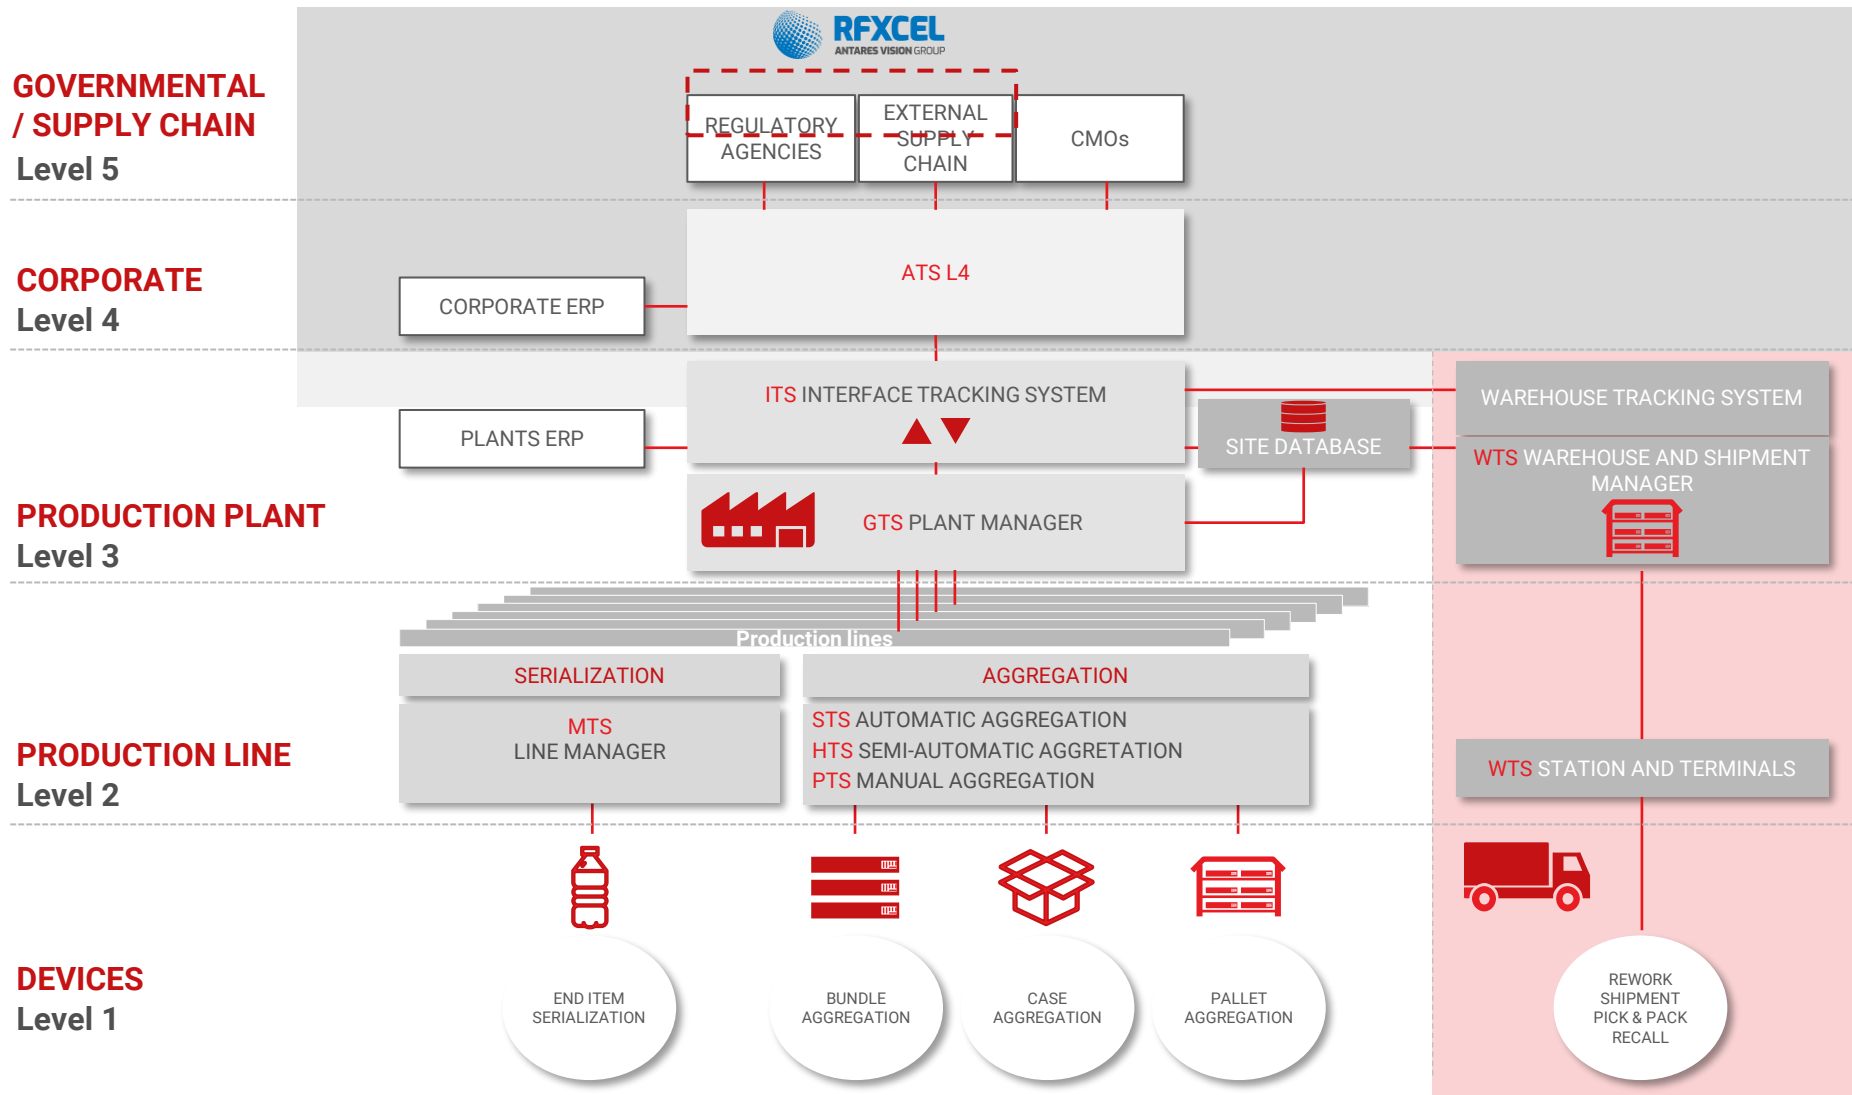 RFXCEL
ANTARES VISION GROUP
GOVERNMENTAL
/ SUPPLY CHAIN
Level 5
REGULATORY
AGENCIES
EXTERNAL
SUPPLY
CHAIN
CMOs
CORPORATE
Level 4
CORPORATE ERP
ATS L4
PRODUCTION PLANT
Level 3
PLANTS ERP
ITS INTERFACE TRACKING SYSTEM
SITE DATABASE
GTS PLANT MANAGER
WAREHOUSE TRACKING SYSTEM
WTS WAREHOUSE AND SHIPMENT
MANAGER
PRODUCTION LINE
Level 2
Production lines
SERIALIZATION
MTS
LINE MANAGER
AGGREGATION
STS AUTOMATIC AGGREGATION
HTS SEMI-AUTOMATIC AGGRETATION
PTS MANUAL AGGREGATION
WTS STATION AND TERMINALS
DEVICES
Level 1
END ITEM
SERIALIZATION
BUNDLE
AGGREGATION
CASE
AGGREGATION
PALLET
AGGREGATION
REWORK
SHIPMENT
PICK & PACK
RECALL